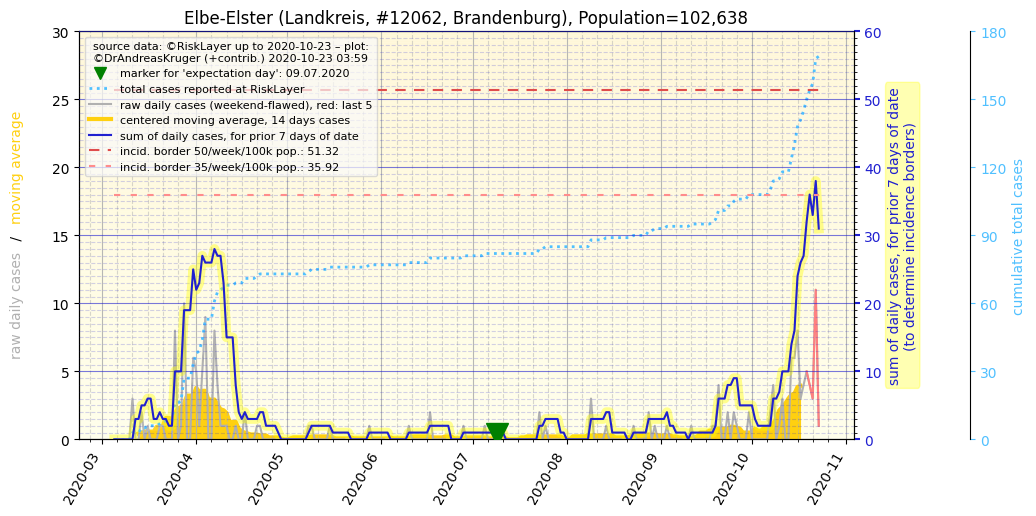 Elbe-Elster (Landkreis, #12062, Brandenburg), Population=102,638
source data: ©RiskLayer up to 2020-10-23 – plot:
©DrAndreasKruger (+contrib.) 2020-10-23 03:59
marker for 'expectation day': 09.07.2020
total cases reported at RiskLayer
raw daily cases (weekend-flawed), red: last 5
centered moving average, 14 days cases
sum of daily cases, for prior 7 days of date
incid. border 50/week/100k pop.: 51.32
incid. border 35/week/100k pop.: 35.92
raw daily cases / moving average
30
25
20
15
10
5
0
60
50
40
30
20
10
0
sum of daily cases, for prior 7 days of date
(to determine incidence borders)
180
150
120
90
60
30
0
cumulative total cases
2020-03
2020-04
2020-05
2020-06
2020-07
2020-08
2020-09
2020-10
2020-11